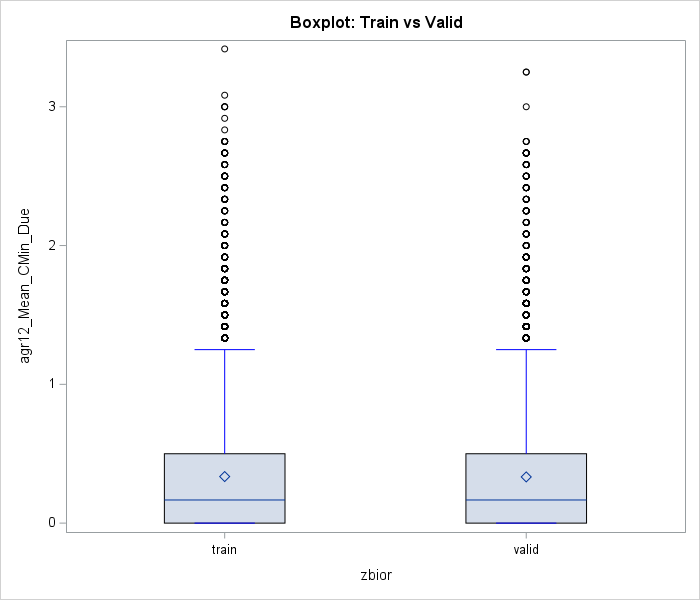 Boxplot: Train vs Valid
3
2
1
0
agr12_Mean_CMin_Due
train
valid
zbior